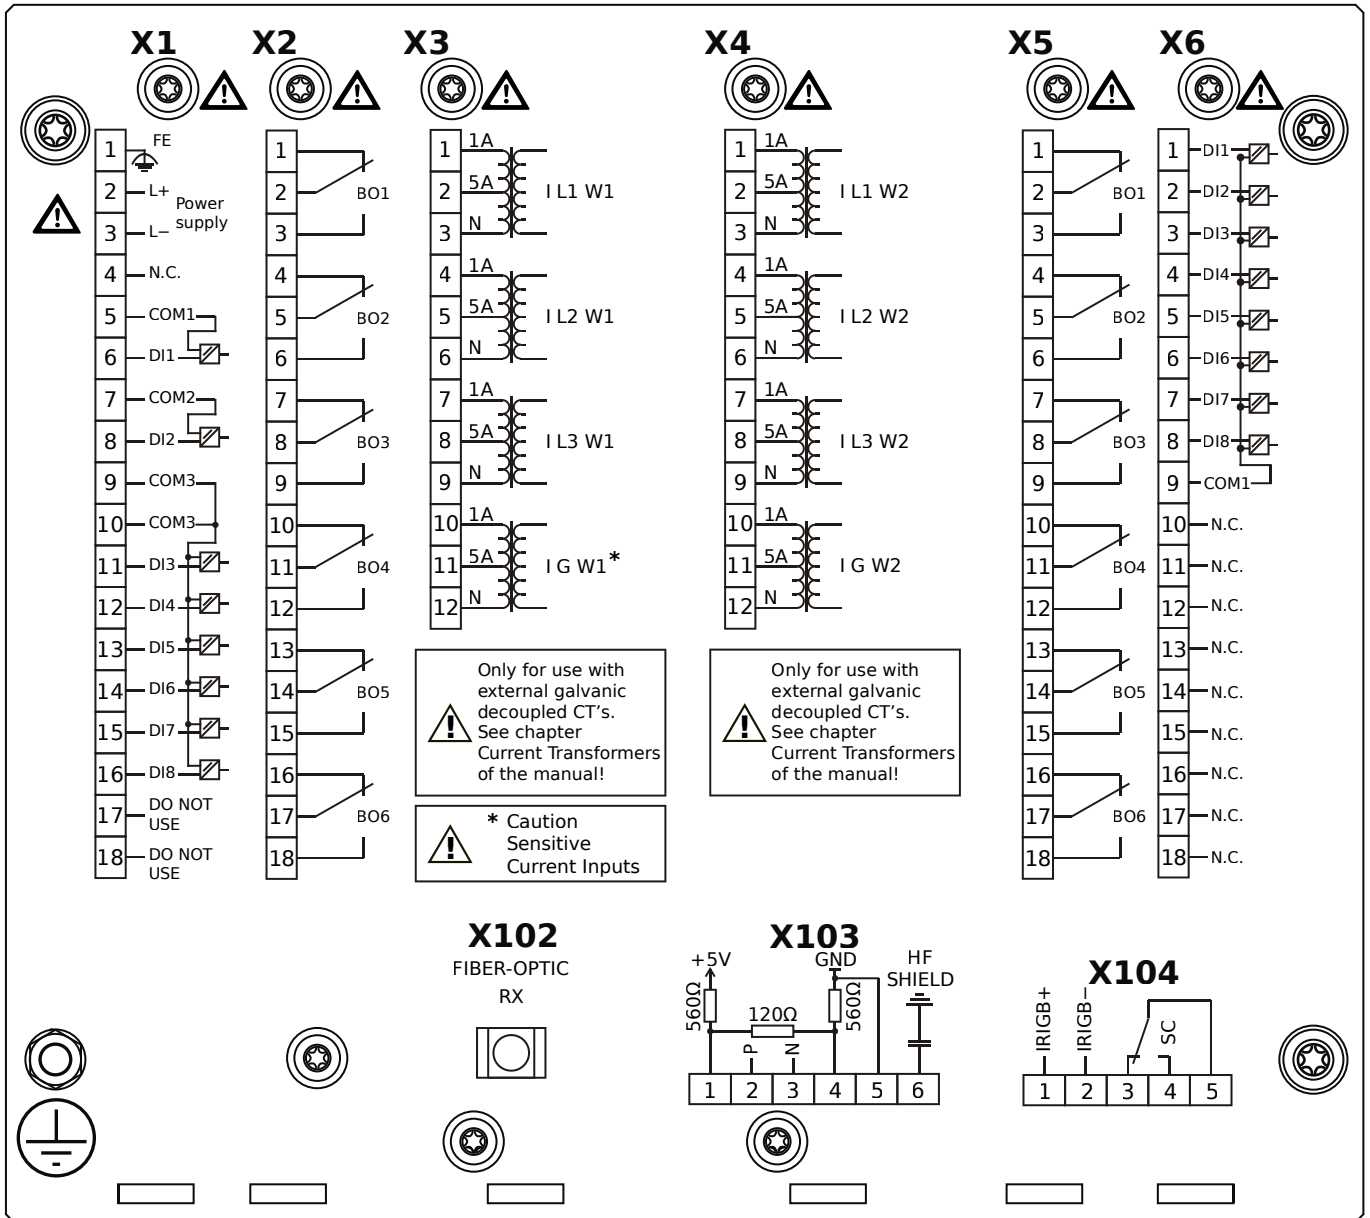 X1
X2
X3
X4
X5
X6
1 FE
2 L+
Power
supply
3 L−
4 N.C.
5 COM1
6 DI1
7 COM2
8 DI2
9 COM3
10 COM3
11 DI3
12 DI4
13 DI5
14 DI6
15 DI7
16 DI8
17 DO NOT
USE
18 DO NOT
USE
1
2 BO1
3
4
5 BO2
6
7
8 BO3
9
10
11 BO4
12
13
14 BO5
15
16
17 BO6
18
1 1A
2 5A I L1 W1
3 N
4 1A
5 5A I L2 W1
6 N
7 1A
8 5A I L3 W1
9 N
10 1A
11 5A I G W1*
12 N
Only for use with
external galvanic
decoupled CT's.
See chapter
Current Transformers
of the manual!
* Caution
Sensitive
Current Inputs
1 1A
2 5A I L1 W2
3 N
4 1A
5 5A I L2 W2
6 N
7 1A
8 5A I L3 W2
9 N
10 1A
11 5A I G W2
12 N
Only for use with
external galvanic
decoupled CT's.
See chapter
Current Transformers
of the manual!
1
2 BO1
3
4
5 BO2
6
7
8 BO3
9
10
11 BO4
12
13
14 BO5
15
16
17 BO6
18
1 DI1
2 DI2
3 DI3
4 DI4
5 DI5
6 DI6
7 DI7
8 DI8
9 COM1
10 N.C.
11 N.C.
12 N.C.
13 N.C.
14 N.C.
15 N.C.
16 N.C.
17 N.C.
18 N.C.
X102
FIBER-OPTIC
RX
X103
+5V
GND
HF
SHIELD
560Ω
120Ω
560Ω
P
N
1 2 3 4 5 6
X104
IRIGB+
IRIGB−
SC
1 2 3 4 5